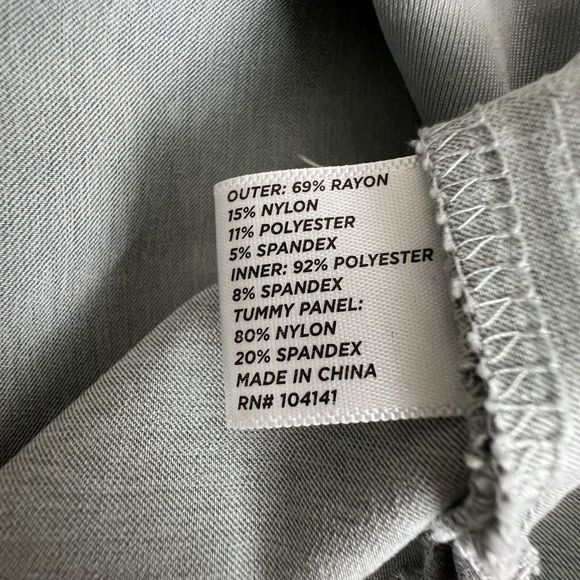 OUTER: 69% RAYON
15% NYLON
11% POLYESTER
5% SPANDEX
INNER: 92% POLYESTER
8% SPANDEX
TUMMY PANEL:
80% NYLON
20% SPANDEX
MADE IN CHINA
RN# 104141